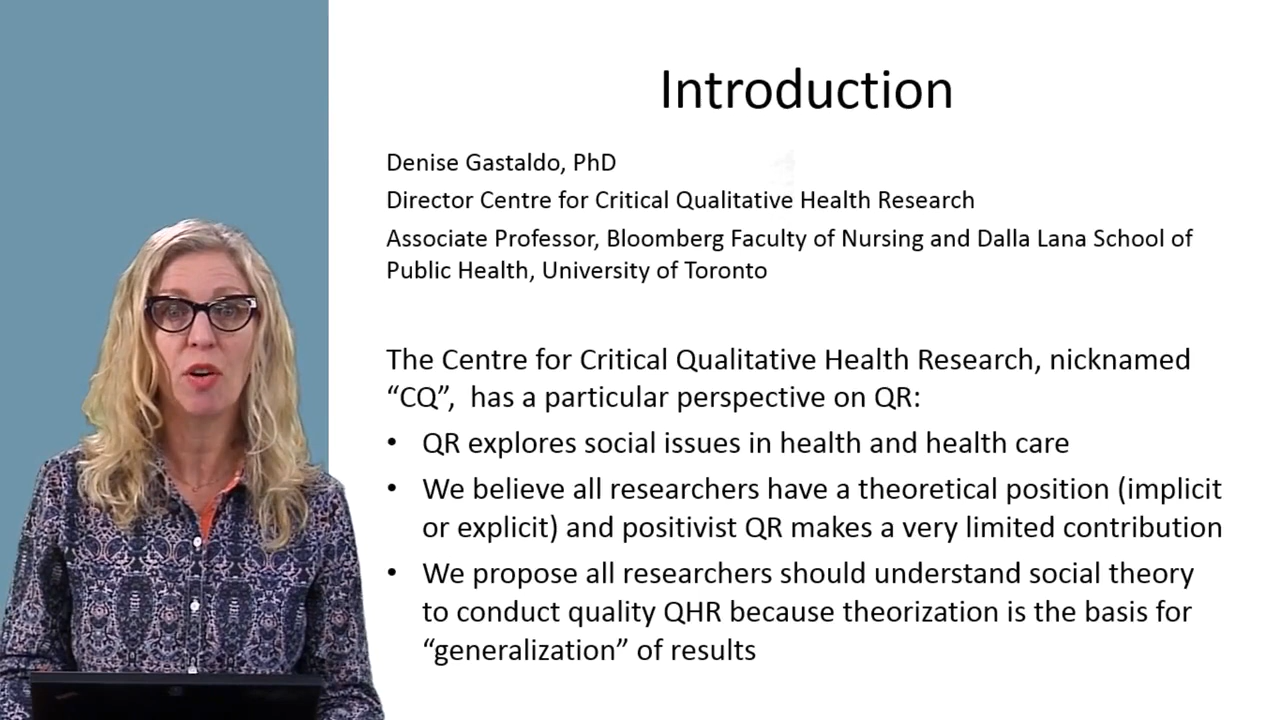 Introduction
Denise Gastaldo, PhD
Director Centre for Critical Qualitative Health Research
Associate Professor, Bloomberg Faculty of Nursing and Dalla Lana School of
Public Health, University of Toronto
The Centre for Critical Qualitative Health Research, nicknamed
“CQ”,  has a particular perspective on QR:
• QR explores social issues in health and health care
• We believe all researchers have a theoretical position (implicit
or explicit) and positivist QR makes a very limited contribution
• We propose all researchers should understand social theory
to conduct quality QHR because theorization is the basis for
“generalization” of results